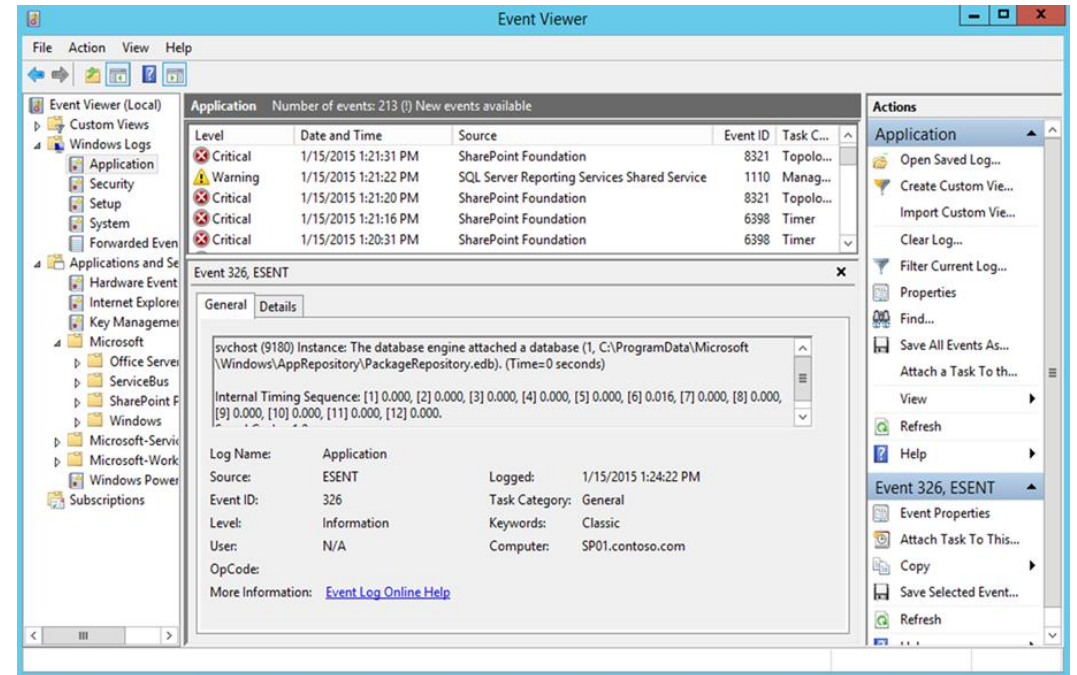 Event Viewer
File Action View Help
Event Viewer (Local)
Custom Views
Windows Logs
Application
Security
Setup
System
Forwarded Even
Applications and Se
Hardware Event
Internet Explorer
Key Managemen
Microsoft
Office Server
ServiceBus
SharePoint P
Windows
Microsoft-Servic
Microsoft-Work
Windows Power
Subscriptions
Application Number of events: 213 (!) New events available
Level Date and Time Source Event ID Task C...
Critical 1/15/2015 1:21:31 PM SharePoint Foundation 8321 Topolo...
Warning 1/15/2015 1:21:22 PM SQL Server Reporting Services Shared Service 1110 Manag...
Critical 1/15/2015 1:21:20 PM SharePoint Foundation 8321 Topolo...
Critical 1/15/2015 1:21:16 PM SharePoint Foundation 6398 Timer
Critical 1/15/2015 1:20:31 PM SharePoint Foundation 6398 Timer
Event 326, ESENT
General Details
svchost (9180) Instance: The database engine attached a database (1, C:\ProgramData\Microsoft
\Windows\AppRepository\PackageRepository.edb). (Time=0 seconds)
Internal Timing Sequence: [1] 0.000, [2] 0.000, [3] 0.000, [4] 0.000, [5] 0.000, [6] 0.016, [7] 0.000, [8] 0.000,
[9] 0.000, [10] 0.000, [11] 0.000, [12] 0.000.
Log Name: Application
Source: ESENT Logged: 1/15/2015 1:24:22 PM
Event ID: 326 Task Category: General
Level: Information Keywords: Classic
User: N/A Computer: SP01.contoso.com
OpCode:
More Information: Event Log Online Help
Actions
Application
Open Saved Log...
Create Custom Vie...
Import Custom Vie...
Clear Log...
Filter Current Log...
Properties
Find...
Save All Events As...
Attach a Task To th...
View
Refresh
Help
Event 326, ESENT
Event Properties
Attach Task To This...
Copy
Save Selected Event...
Refresh